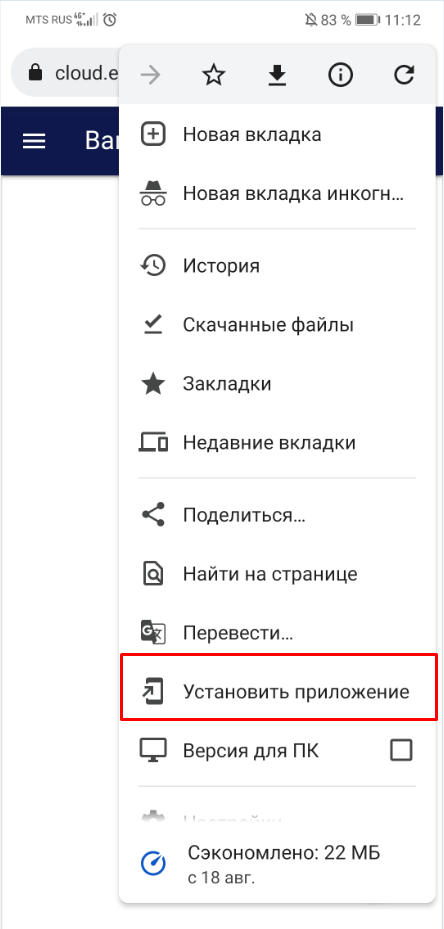 MTS RUS 4G+ 83 % 11:12
cloud.e
Ba
Новая вкладка
Новая вкладка инкогн…
История
Скачанные файлы
Закладки
Недавние вкладки
Поделиться…
Найти на странице
Перевести…
Установить приложение
Версия для ПК
Настройки
Сэкономлено: 22 МБ
с 18 авг.